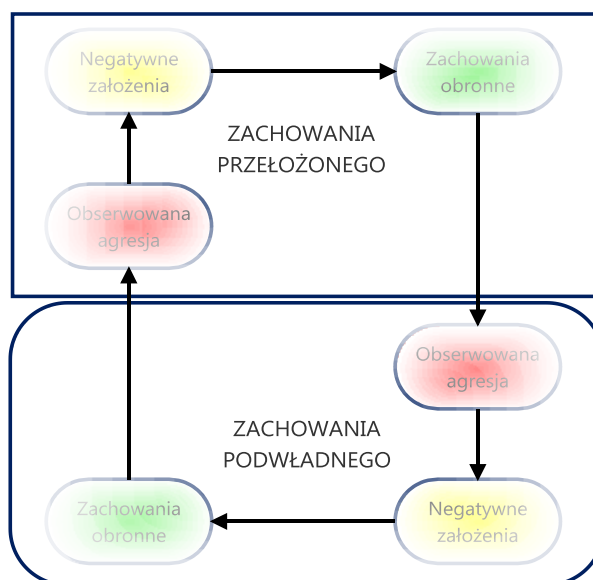 Negatywne
założenia
Zachowania
obronne
ZACHOWANIA
PRZEŁOŻONEGO
Obserwowana
agresja
Obserwowana
agresja
ZACHOWANIA
PODWŁADNEGO
Zachowania
obronne
Negatywne
założenia